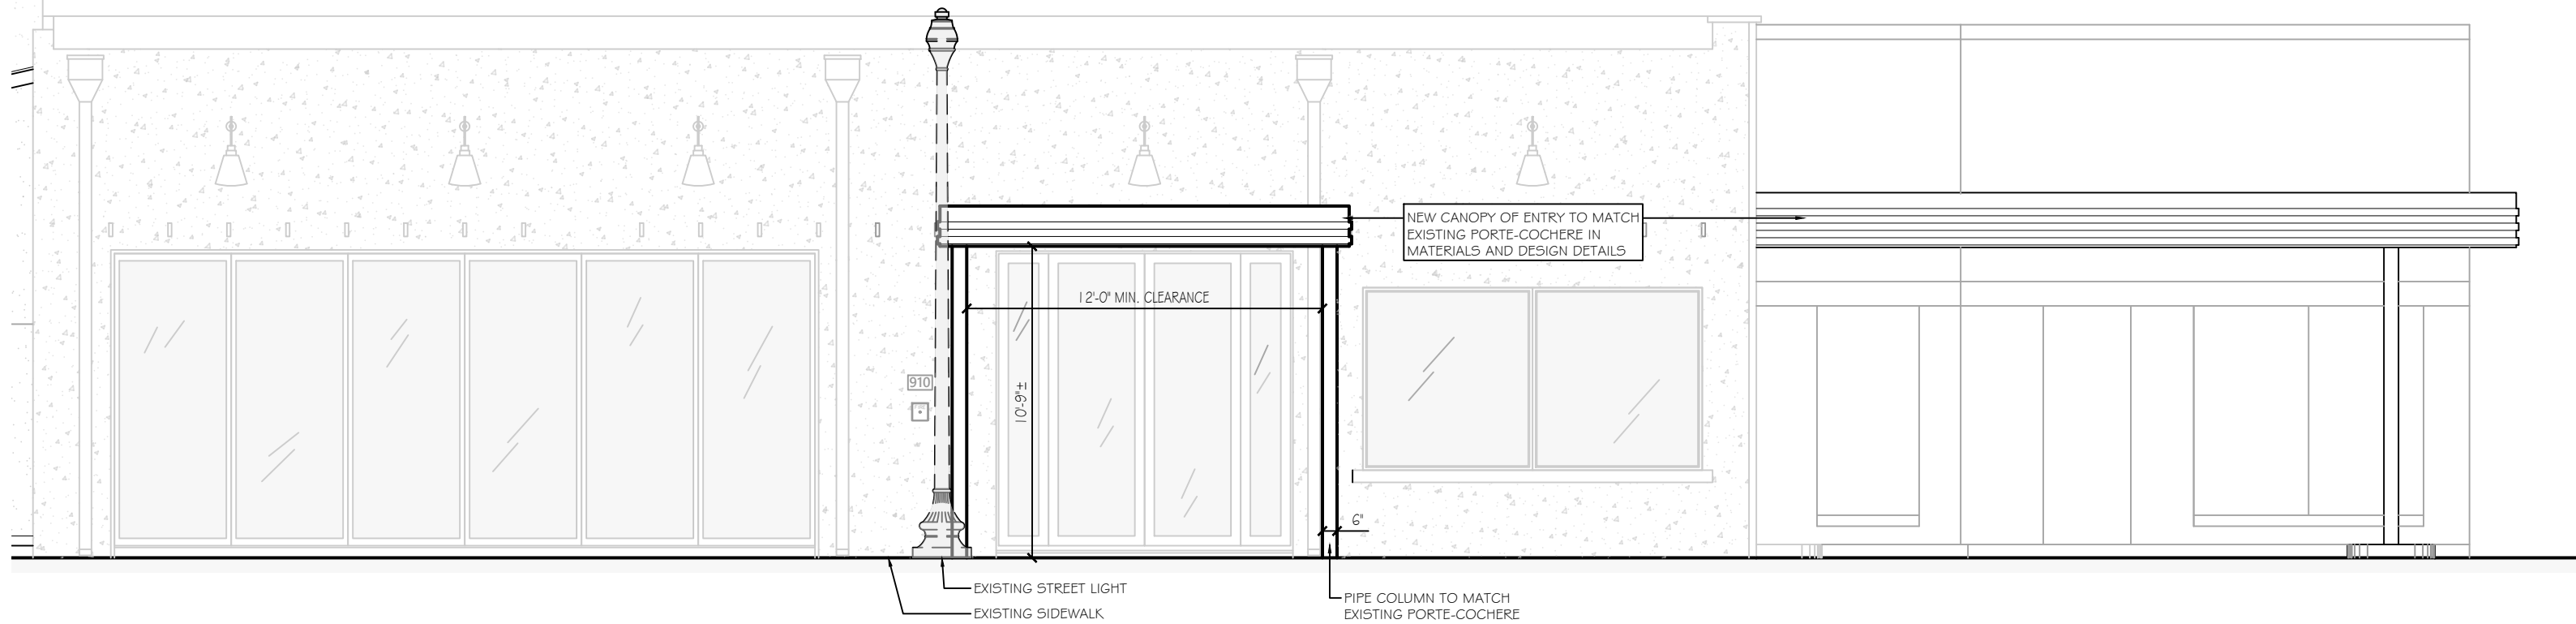 NEW CANOPY OF ENTRY TO MATCH
EXISTING PORTE-COCHERE IN
MATERIALS AND DESIGN DETAILS
12'-0" MIN. CLEARANCE
10'-9"±
910
6"
EXISTING STREET LIGHT
EXISTING SIDEWALK
PIPE COLUMN TO MATCH
EXISTING PORTE-COCHERE